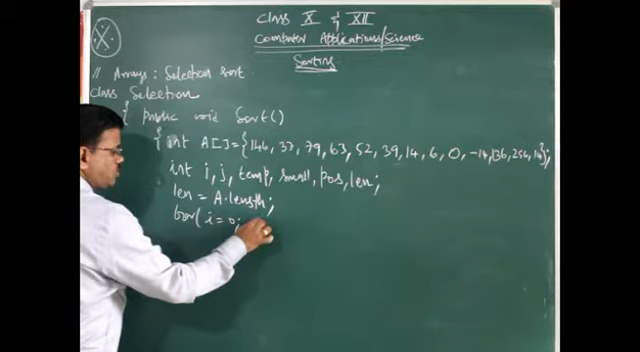 Class X & XII
Computer Applications/Science
Sorting
X
// Arrays : Selection Sort.
Class Selection
{ public void Sort()
{ int A[]={146, 37, 79, 63, 52, 39, 14, 6, 0, -14, 136, 256, 14};
int i, j, temp, small, pos, len;
len = A.length;
for( i = 0;